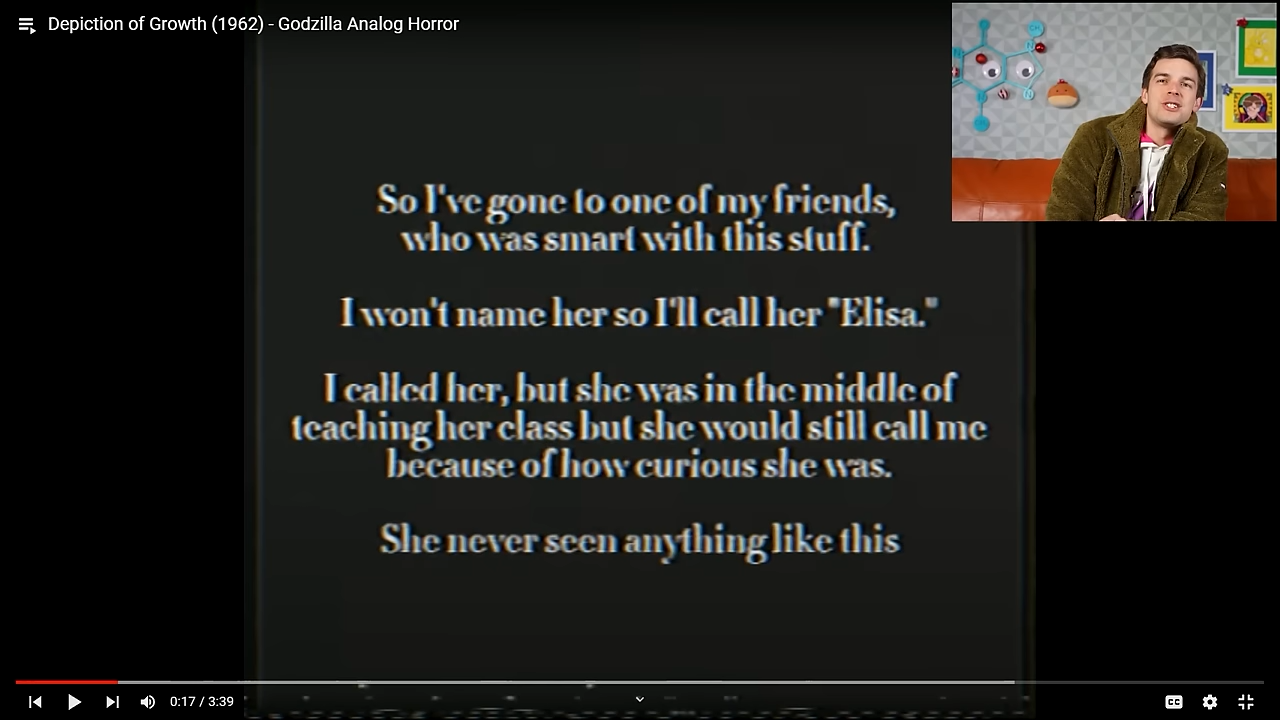 Depiction of Growth (1962) - Godzilla Analog Horror
So I've gone to one of my friends,
who was smart with this stuff.
I won't name her so I'll call her "Elisa."
I called her, but she was in the middle of
teaching her class but she would still call me
because of how curious she was.
She never seen anything like this
0:17 / 3:39
CC
CH₃
N
N